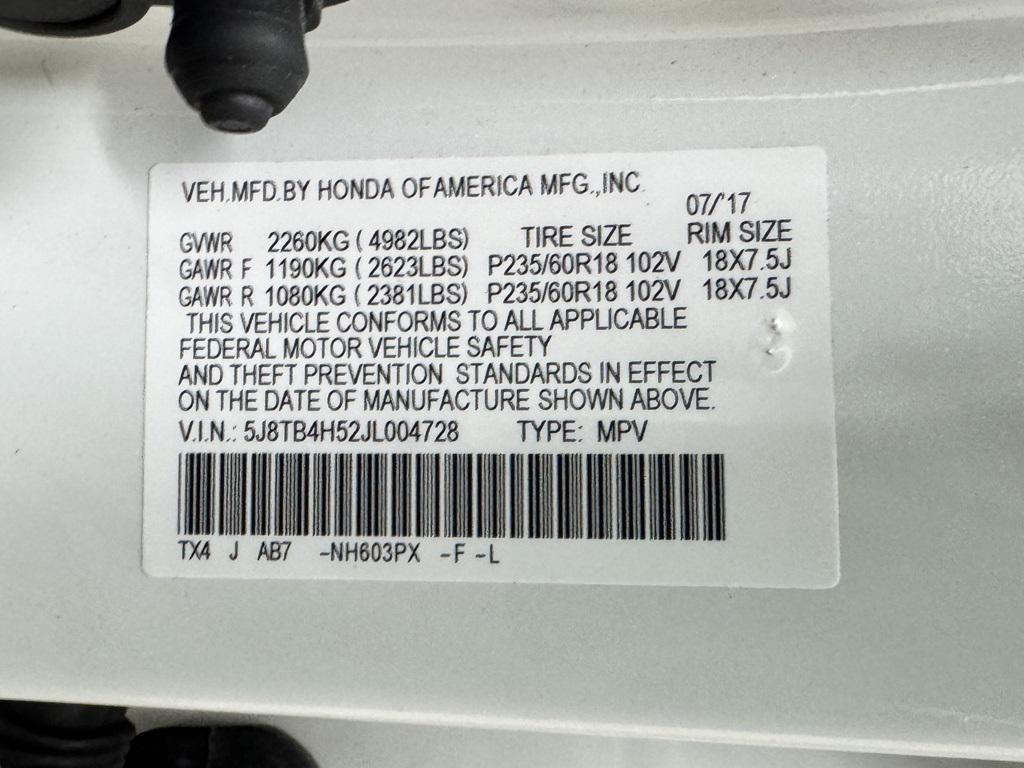 VEH.MFD.BY HONDA OF AMERICA MFG.,INC.
07/'17
GVWR 2260KG ( 4982LBS) TIRE SIZE RIM SIZE
GAWR F 1190KG ( 2623LBS) P235/60R18 102V 18X7.5J
GAWR R 1080KG ( 2381LBS) P235/60R18 102V 18X7.5J
THIS VEHICLE CONFORMS TO ALL APPLICABLE
FEDERAL MOTOR VEHICLE SAFETY
AND THEFT PREVENTION STANDARDS IN EFFECT
ON THE DATE OF MANUFACTURE SHOWN ABOVE.
V.I.N.: 5J8TB4H52JL004728 TYPE: MPV
TX4 J AB7 -NH603PX -F -L